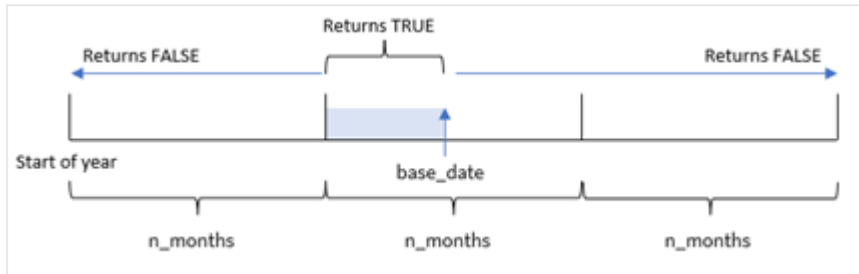 Returns TRUE
Returns FALSE
Returns FALSE
Start of year
base_date
n_months
n_months
n_months